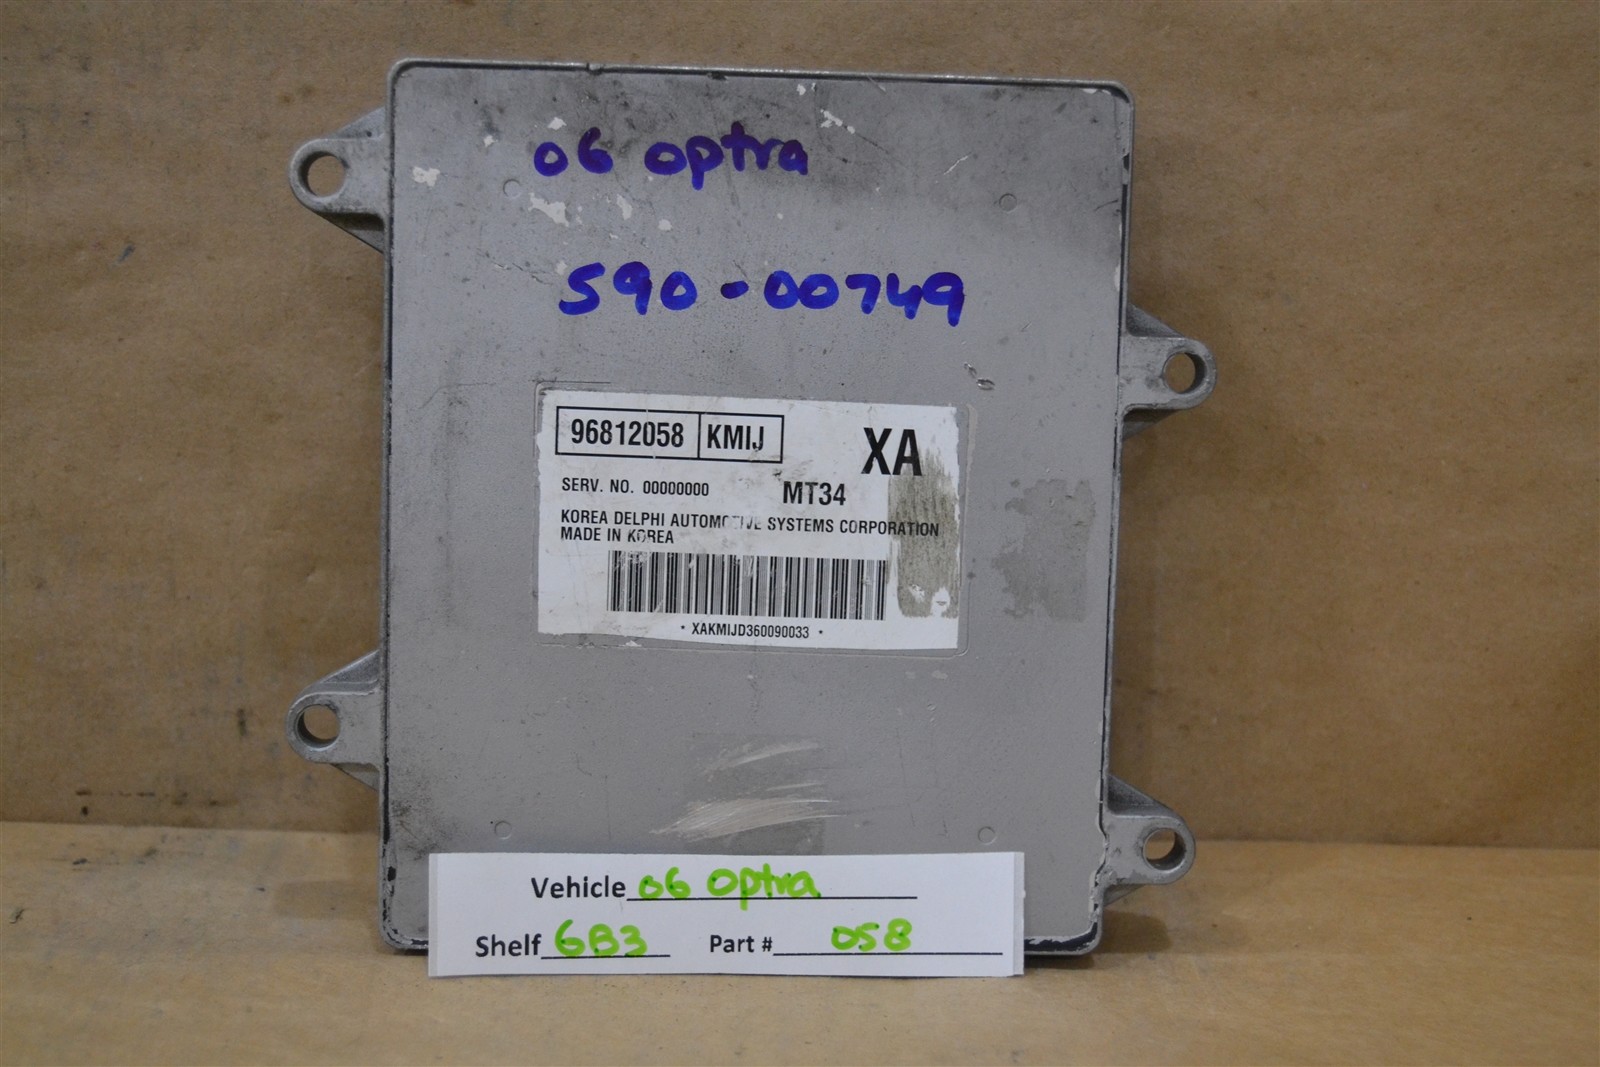 06 optra
590-00749
96812058 KMIJ XA
SERV. NO. 00000000 MT34
KOREA DELPHI AUTOMOTIVE SYSTEMS CORPORATION
MADE IN KOREA
* XAKMIJD360090033 *
Vehicle 06 optra
Shelf 6B3 Part # 058